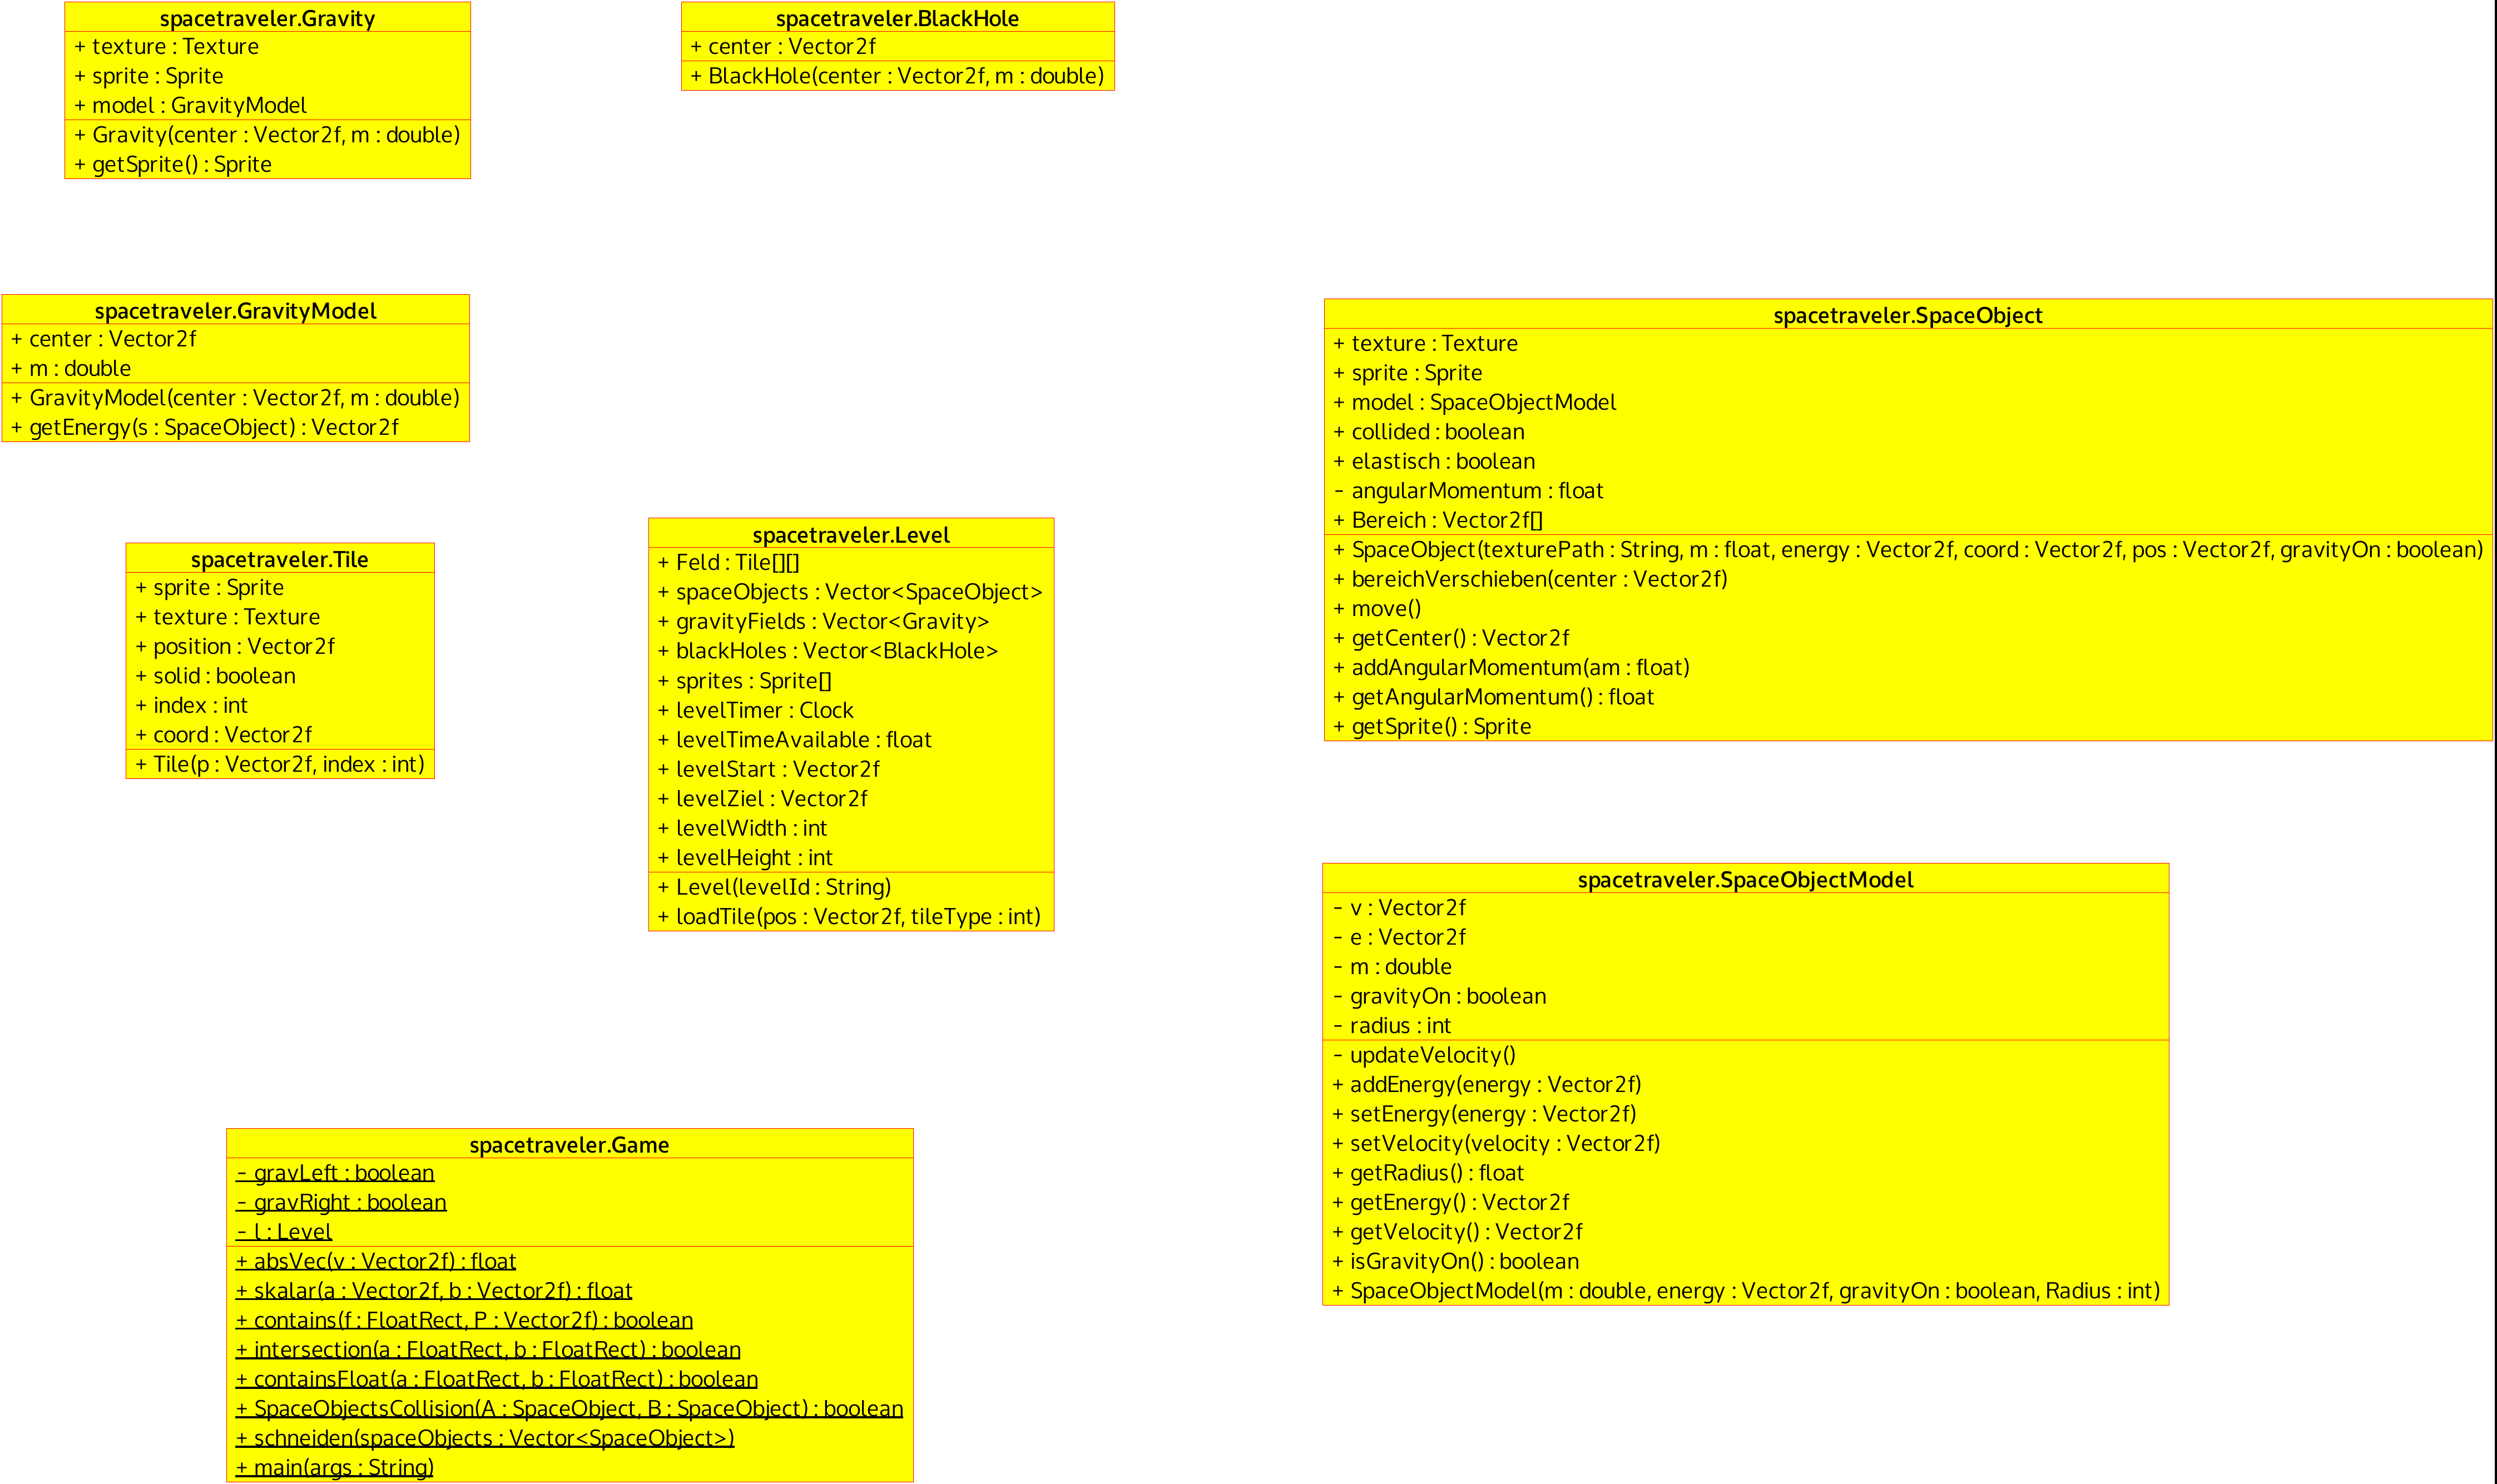 spacetraveler.Gravity
+ texture : Texture
+ sprite : Sprite
+ model : GravityModel
+ Gravity(center : Vector2f, m : double)
+ getSprite() : Sprite
spacetraveler.BlackHole
+ center : Vector2f
+ BlackHole(center : Vector2f, m : double)
spacetraveler.GravityModel
+ center : Vector2f
+ m : double
+ GravityModel(center : Vector2f, m : double)
+ getEnergy(s : SpaceObject) : Vector2f
spacetraveler.SpaceObject
+ texture : Texture
+ sprite : Sprite
+ model : SpaceObjectModel
+ collided : boolean
+ elastisch : boolean
- angularMomentum : float
+ Bereich : Vector2f[]
+ SpaceObject(texturePath : String, m : float, energy : Vector2f, coord : Vector2f, pos : Vector2f, gravityOn : boolean)
+ bereichVerschieben(center : Vector2f)
+ move()
+ getCenter() : Vector2f
+ addAngularMomentum(am : float)
+ getAngularMomentum() : float
+ getSprite() : Sprite
spacetraveler.Tile
+ sprite : Sprite
+ texture : Texture
+ position : Vector2f
+ solid : boolean
+ index : int
+ coord : Vector2f
+ Tile(p : Vector2f, index : int)
spacetraveler.Level
+ Feld : Tile[][]
+ spaceObjects : Vector<SpaceObject>
+ gravityFields : Vector<Gravity>
+ blackHoles : Vector<BlackHole>
+ sprites : Sprite[]
+ levelTimer : Clock
+ levelTimeAvailable : float
+ levelStart : Vector2f
+ levelZiel : Vector2f
+ levelWidth : int
+ levelHeight : int
+ Level(levelId : String)
+ loadTile(pos : Vector2f, tileType : int)
spacetraveler.SpaceObjectModel
- v : Vector2f
- e : Vector2f
- m : double
- gravityOn : boolean
- radius : int
- updateVelocity()
+ addEnergy(energy : Vector2f)
+ setEnergy(energy : Vector2f)
+ setVelocity(velocity : Vector2f)
+ getRadius() : float
+ getEnergy() : Vector2f
+ getVelocity() : Vector2f
+ isGravityOn() : boolean
+ SpaceObjectModel(m : double, energy : Vector2f, gravityOn : boolean, Radius : int)
spacetraveler.Game
- gravLeft : boolean
- gravRight : boolean
- l : Level
+ absVec(v : Vector2f) : float
+ skalar(a : Vector2f, b : Vector2f) : float
+ contains(f : FloatRect, P : Vector2f) : boolean
+ intersection(a : FloatRect, b : FloatRect) : boolean
+ containsFloat(a : FloatRect, b : FloatRect) : boolean
+ SpaceObjectsCollision(A : SpaceObject, B : SpaceObject) : boolean
+ schneiden(spaceObjects : Vector<SpaceObject>)
+ main(args : String)